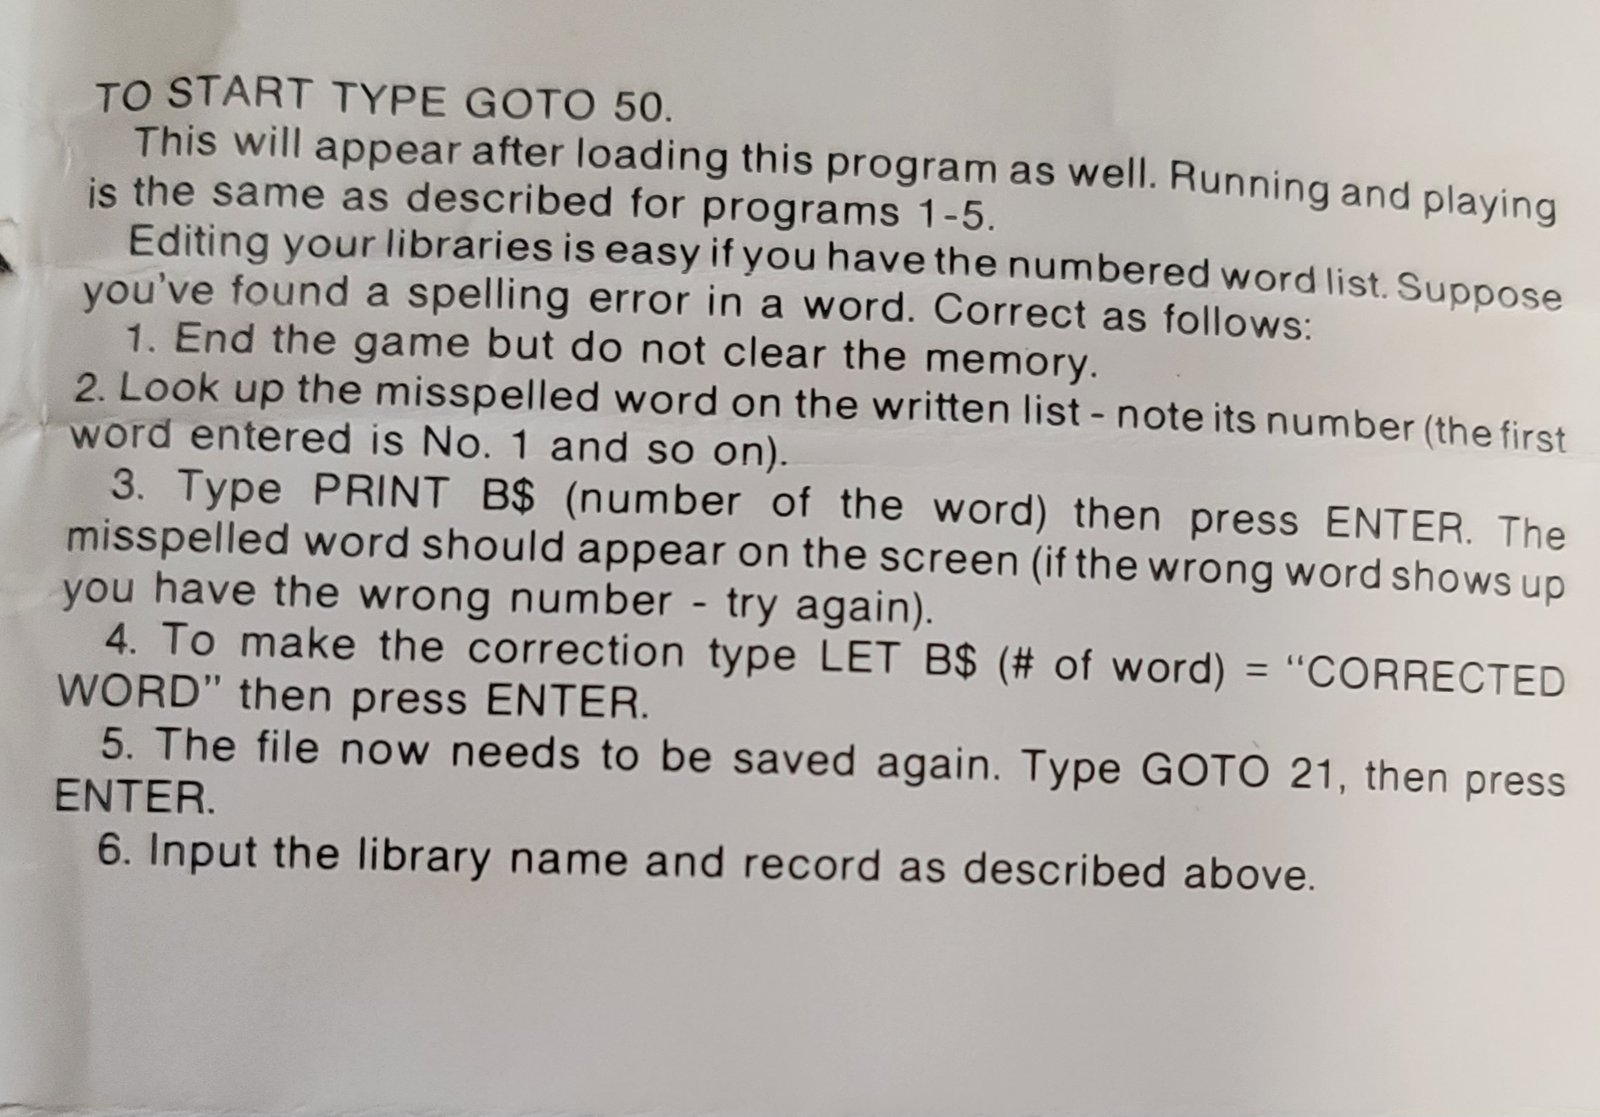 TO START TYPE GOTO 50.
This will appear after loading this program as well. Running and playing
is the same as described for programs 1-5.
Editing your libraries is easy if you have the numbered word list. Suppose
you've found a spelling error in a word. Correct as follows:
1. End the game but do not clear the memory.
2. Look up the misspelled word on the written list - note its number (the first
word entered is No. 1 and so on).
3. Type PRINT B$ (number of the word) then press ENTER. The
misspelled word should appear on the screen (if the wrong word shows up
you have the wrong number - try again).
4. To make the correction type LET B$ (# of word) = “CORRECTED
WORD” then press ENTER.
5. The file now needs to be saved again. Type GOTO 21, then press
ENTER.
6. Input the library name and record as described above.